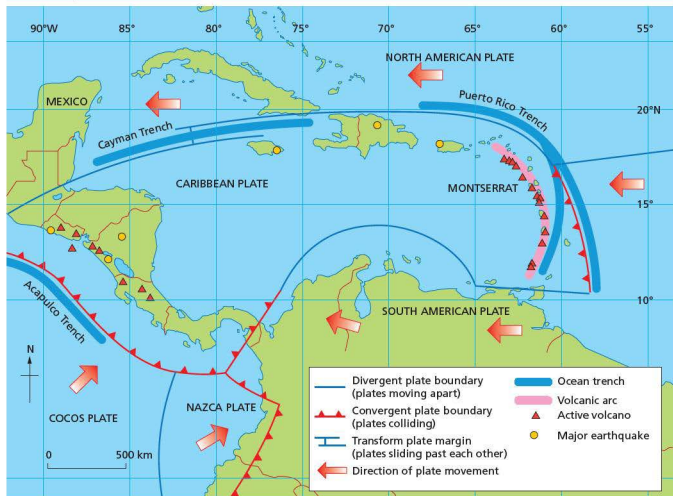 90°W
85°
80°
75°
70°
65°
60°
55°
NORTH AMERICAN PLATE
MEXICO
Puerto Rico Trench
20°N
Cayman Trench
CARIBBEAN PLATE
MONTSERRAT
15°
Acapulco Trench
10°
SOUTH AMERICAN PLATE
N
COCOS PLATE
NAZCA PLATE
0 500 km
Divergent plate boundary
(plates moving apart)
Convergent plate boundary
(plates colliding)
Transform plate margin
(plates sliding past each other)
Direction of plate movement
Ocean trench
Volcanic arc
Active volcano
Major earthquake